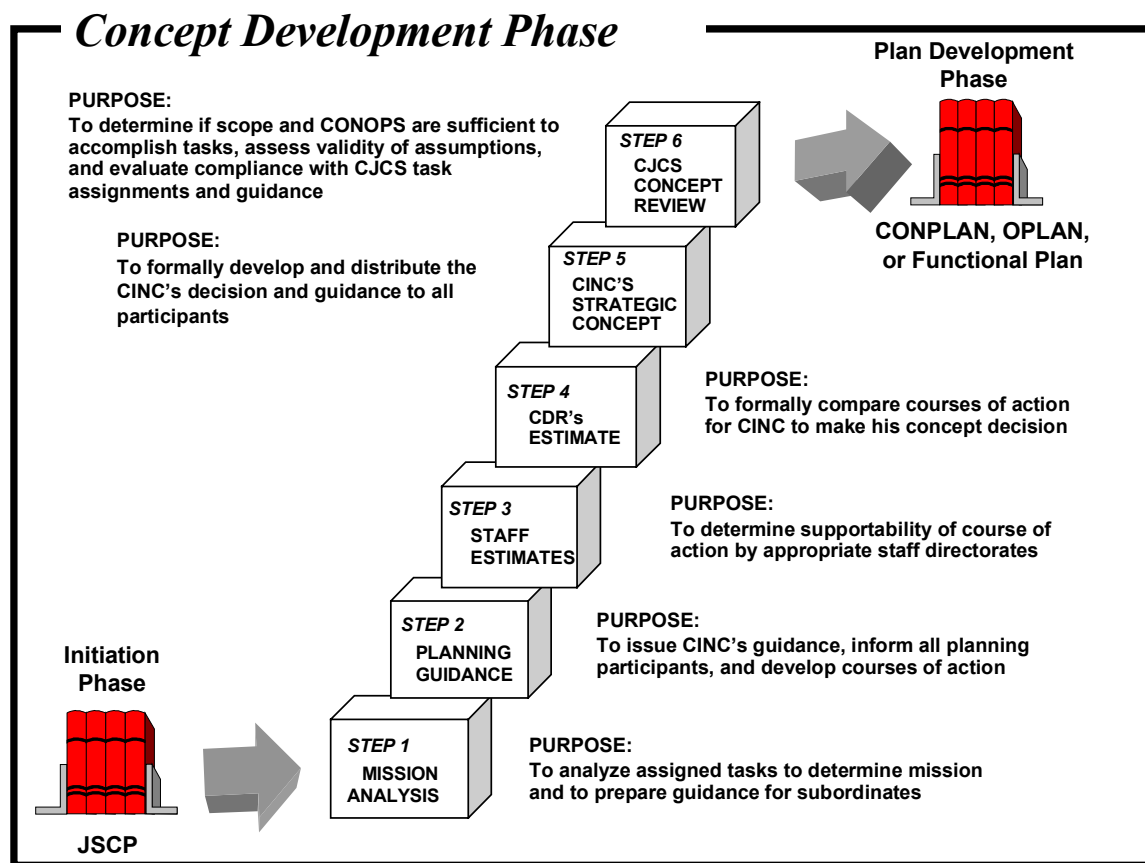 Concept Development Phase
Plan Development
Phase
CONPLAN, OPLAN,
or Functional Plan
PURPOSE:
To determine if scope and CONOPS are sufficient to
accomplish tasks, assess validity of assumptions,
and evaluate compliance with CJCS task
assignments and guidance
STEP 6
CJCS
CONCEPT
REVIEW
PURPOSE:
To formally develop and distribute the
CINC's decision and guidance to all
participants
STEP 5
CINC'S
STRATEGIC
CONCEPT
STEP 4
CDR's
ESTIMATE
PURPOSE:
To formally compare courses of action
for CINC to make his concept decision
STEP 3
STAFF
ESTIMATES
PURPOSE:
To determine supportability of course of
action by appropriate staff directorates
STEP 2
PLANNING
GUIDANCE
PURPOSE:
To issue CINC's guidance, inform all planning
participants, and develop courses of action
Initiation
Phase
JSCP
STEP 1
MISSION
ANALYSIS
PURPOSE:
To analyze assigned tasks to determine mission
and to prepare guidance for subordinates